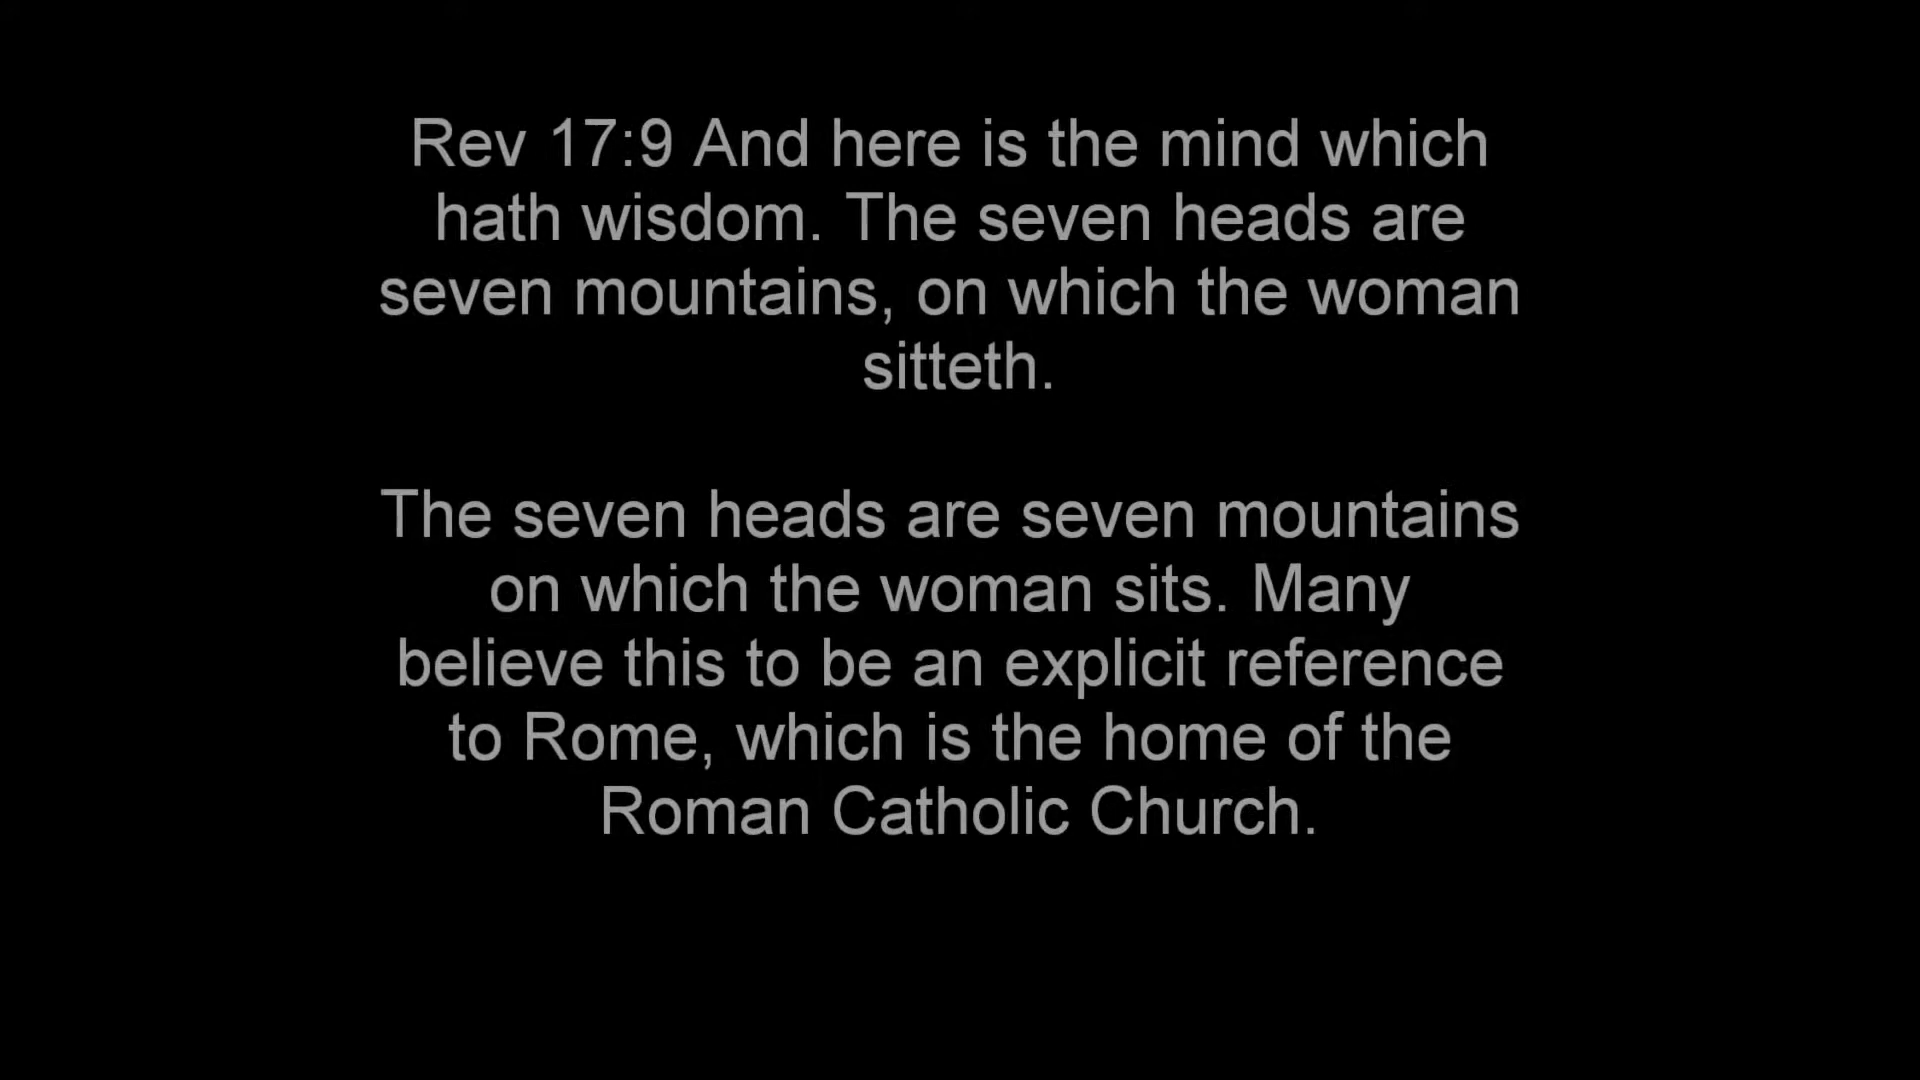 Rev 17:9 And here is the mind which
hath wisdom. The seven heads are
seven mountains, on which the woman
sitteth.
The seven heads are seven mountains
on which the woman sits. Many
believe this to be an explicit reference
to Rome, which is the home of the
Roman Catholic Church.